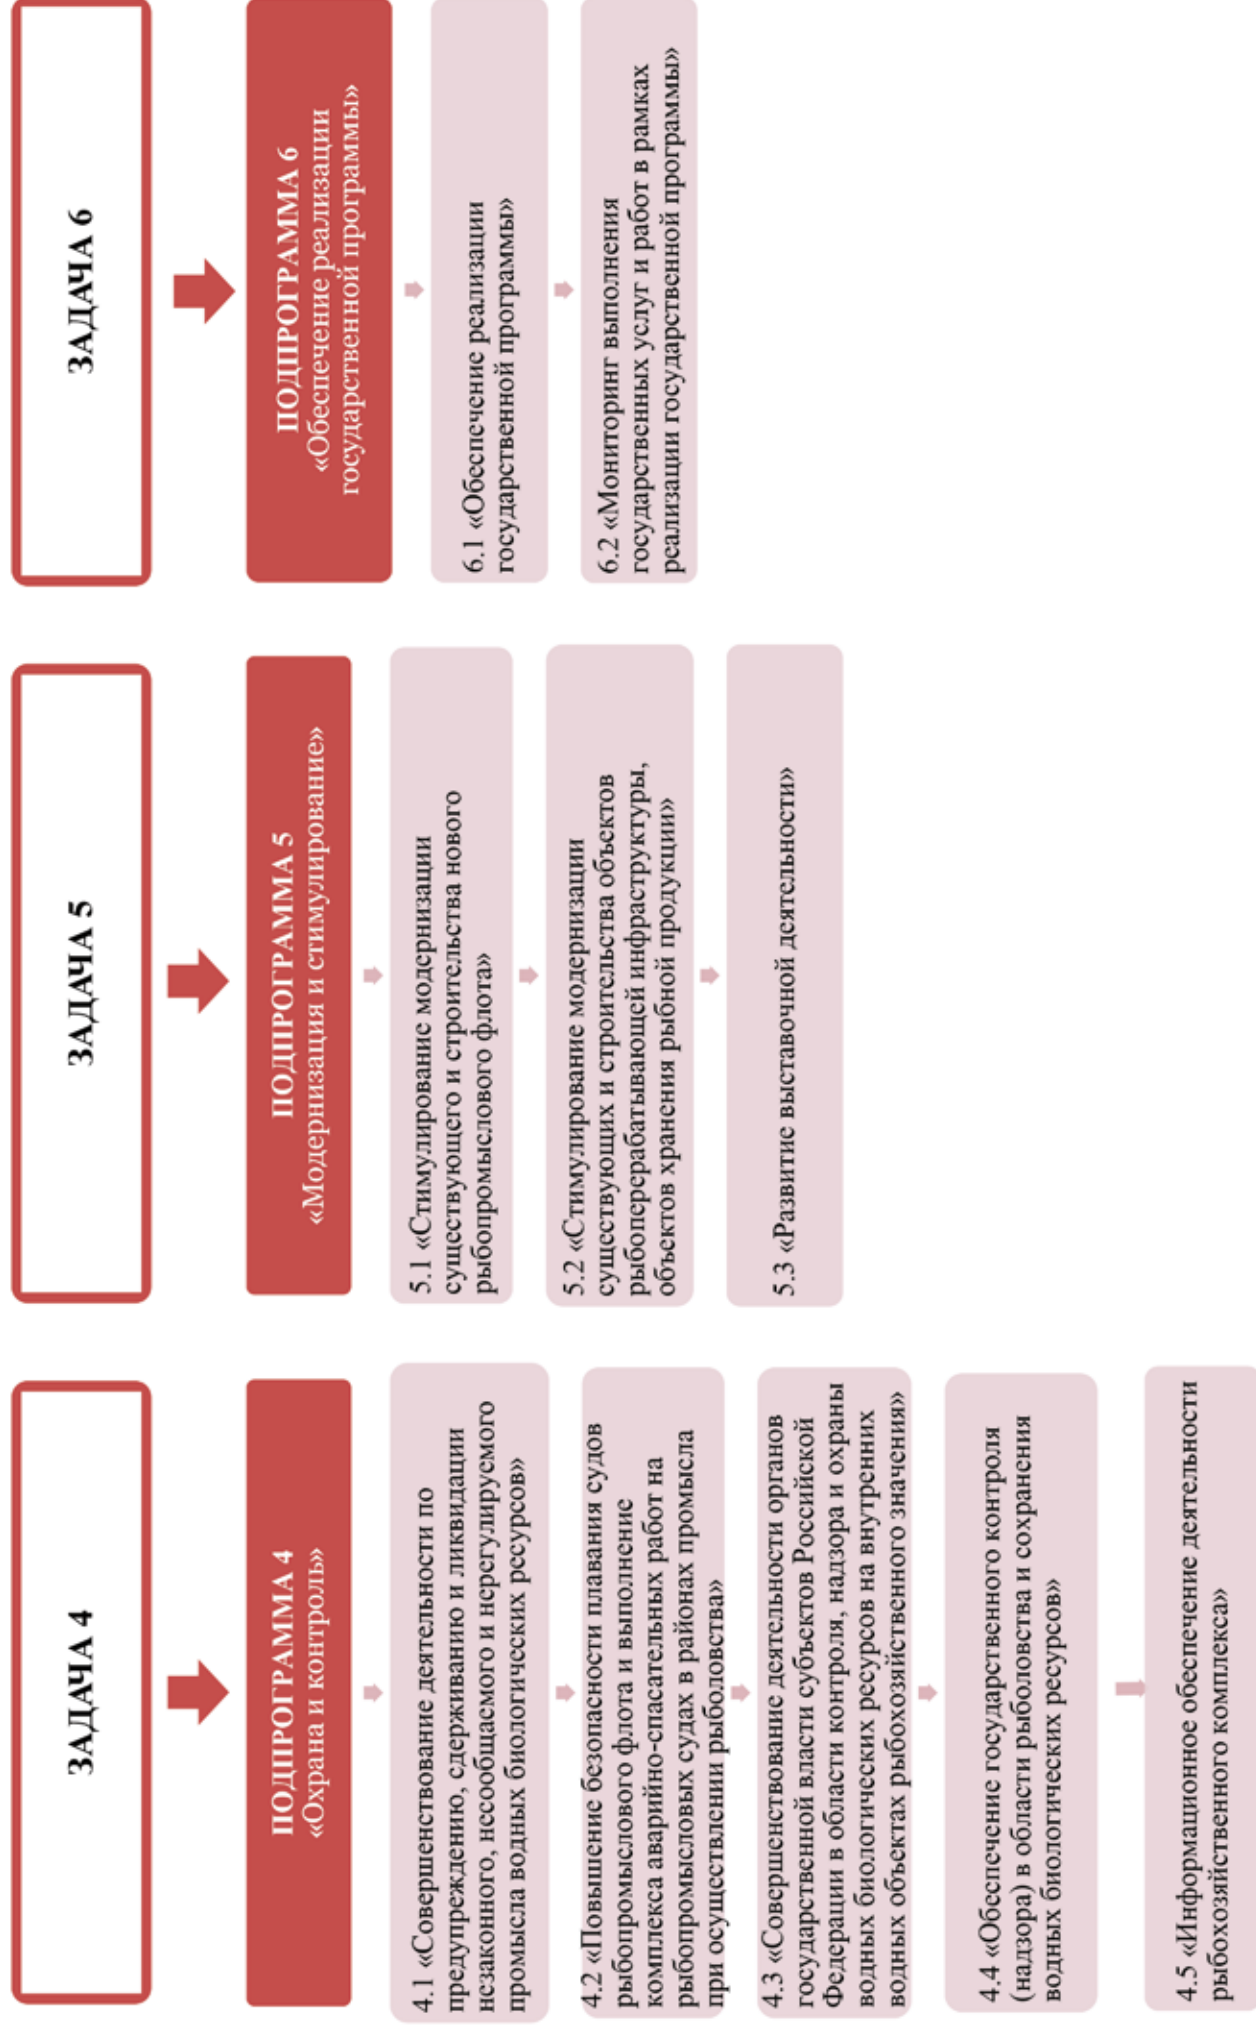 ЗАДАЧА 4
ПОДПРОГРАММА 4
«Охрана и контроль»
4.1 «Совершенствование деятельности по
предупреждению, сдерживанию и ликвидации
незаконного, несообщаемого и нерегулируемого
промысла водных биологических ресурсов»
4.2 «Повышение безопасности плавания судов
рыбопромыслового флота и выполнение
комплекса аварийно-спасательных работ на
рыбопромысловых судах в районах промысла
при осуществлении рыболовства»
4.3 «Совершенствование деятельности органов
государственной власти субъектов Российской
Федерации в области контроля, надзора и охраны
водных биологических ресурсов на внутренних
водных объектах рыбохозяйственного значения»
4.4 «Обеспечение государственного контроля
(надзора) в области рыболовства и сохранения
водных биологических ресурсов»
4.5 «Информационное обеспечение деятельности
рыбохозяйственного комплекса»
ЗАДАЧА 5
ПОДПРОГРАММА 5
«Модернизация и стимулирование»
5.1 «Стимулирование модернизации
существующего и строительства нового
рыбопромыслового флота»
5.2 «Стимулирование модернизации
существующих и строительства объектов
рыбоперерабатывающей инфраструктуры,
объектов хранения рыбной продукции»
5.3 «Развитие выставочной деятельности»
ЗАДАЧА 6
ПОДПРОГРАММА 6
«Обеспечение реализации
государственной программы»
6.1 «Обеспечение реализации
государственной программы»
6.2 «Мониторинг выполнения
государственных услуг и работ в рамках
реализации государственной программы»